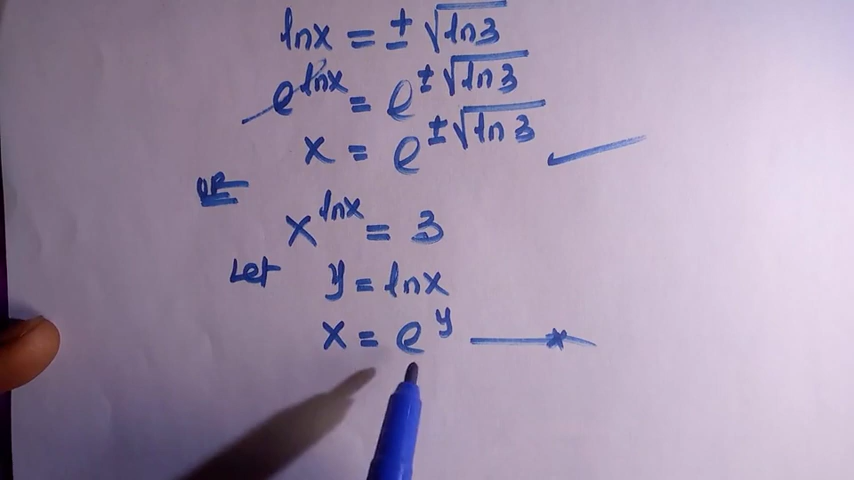 lnx = ± √ln3
e^lnx = e^±√ln3
x = e^±√ln3
OR
x^lnx = 3
Let y = lnx
x = e^y